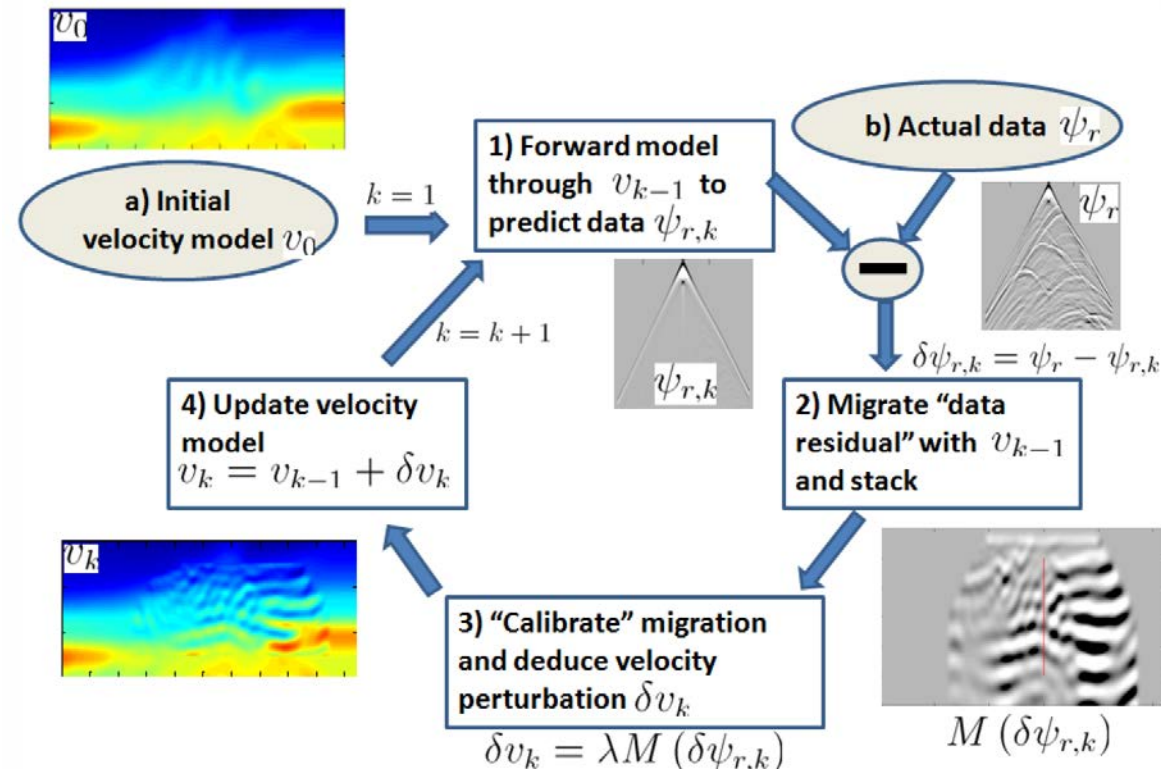 v₀
a) Initial
velocity model v₀
k = 1
1) Forward model
through vₖ₋₁ to
predict data ψᵣ,ₖ
b) Actual data ψᵣ
ψᵣ
ψᵣ,ₖ
δψᵣ,ₖ = ψᵣ − ψᵣ,ₖ
2) Migrate “data
residual” with vₖ₋₁
and stack
M (δψᵣ,ₖ)
3) “Calibrate” migration
and deduce velocity
perturbation δvₖ
δvₖ = λM (δψᵣ,ₖ)
4) Update velocity
model
vₖ = vₖ₋₁ + δvₖ
vₖ
k = k + 1